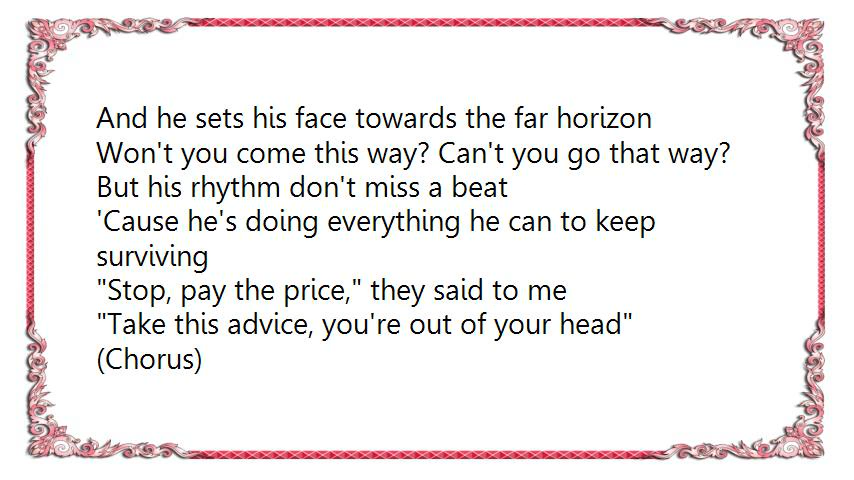 And he sets his face towards the far horizon
Won't you come this way? Can't you go that way?
But his rhythm don't miss a beat
'Cause he's doing everything he can to keep
surviving
"Stop, pay the price," they said to me
"Take this advice, you're out of your head"
(Chorus)